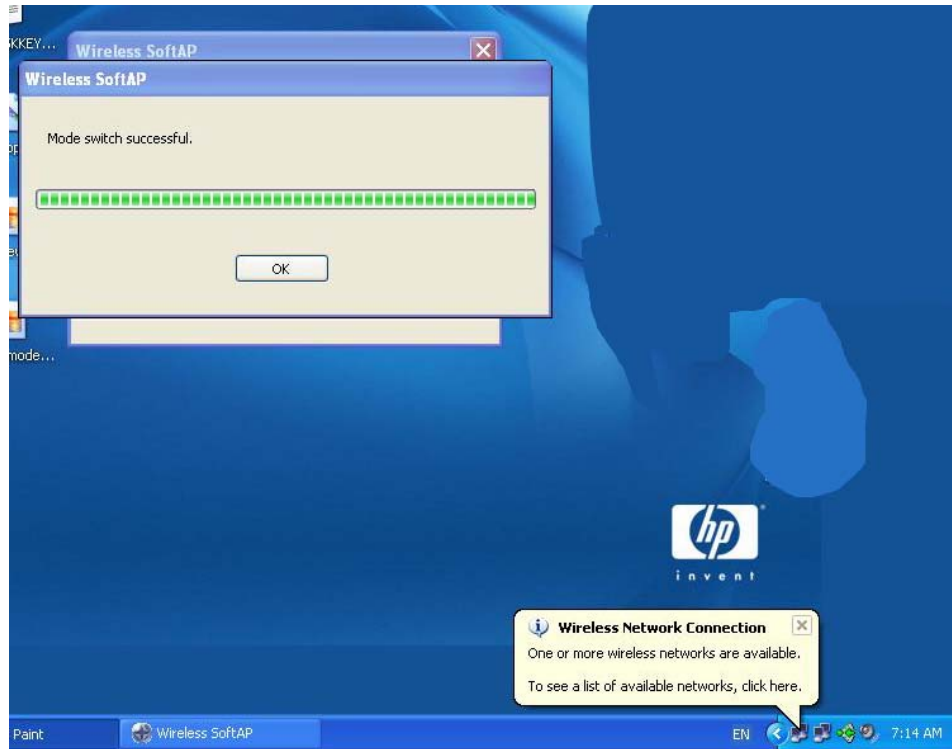 KKEY...
Wireless SoftAP
Wireless SoftAP
Mode switch successful.
OK
mode...
hp
invent
Wireless Network Connection
One or more wireless networks are available.
To see a list of available networks, click here.
Paint
Wireless SoftAP
EN
7:14 AM